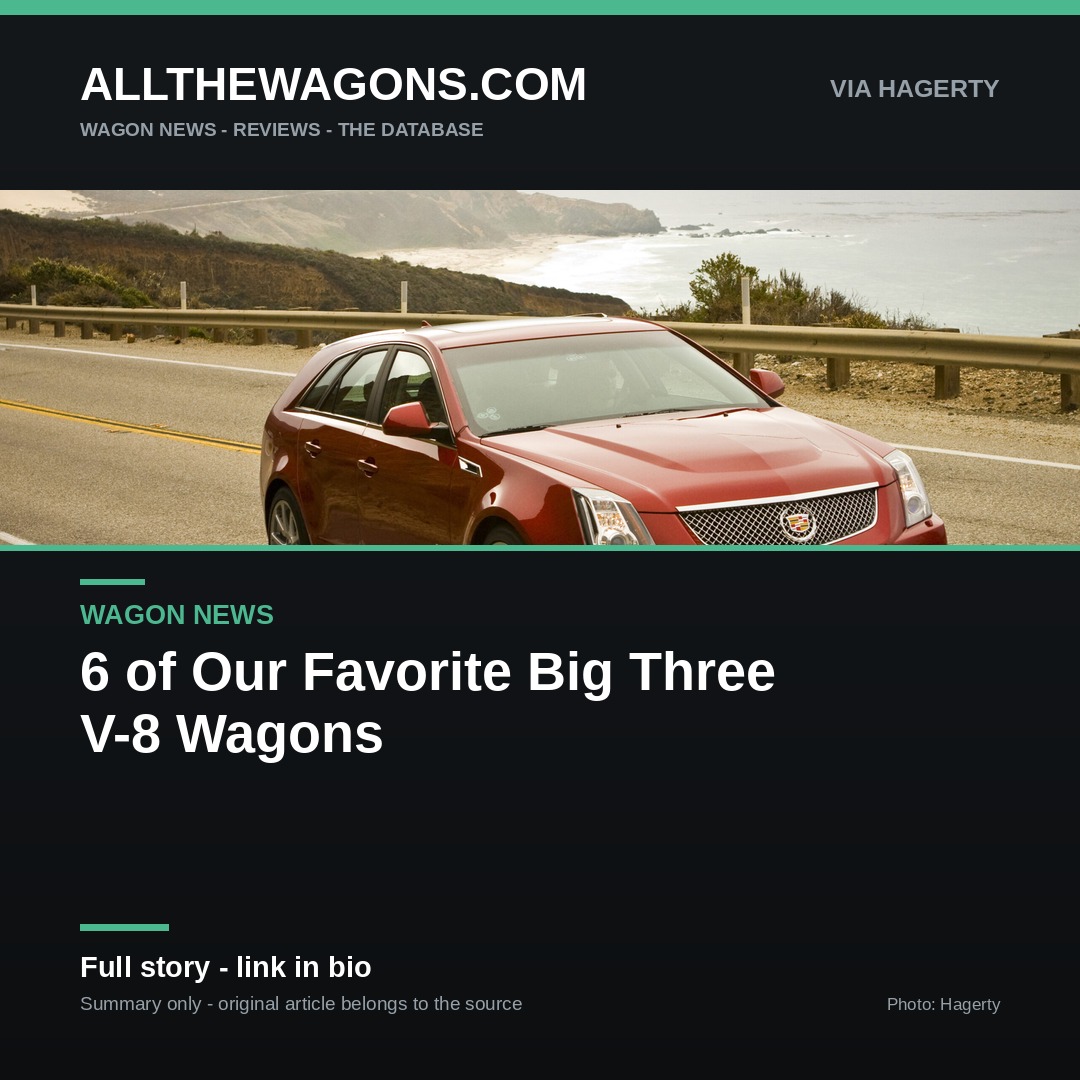 ALLTHEWAGONS.COM
VIA HAGERTY
WAGON NEWS - REVIEWS - THE DATABASE
WAGON NEWS
6 of Our Favorite Big Three
V-8 Wagons
Full story - link in bio
Summary only - original article belongs to the source
Photo: Hagerty